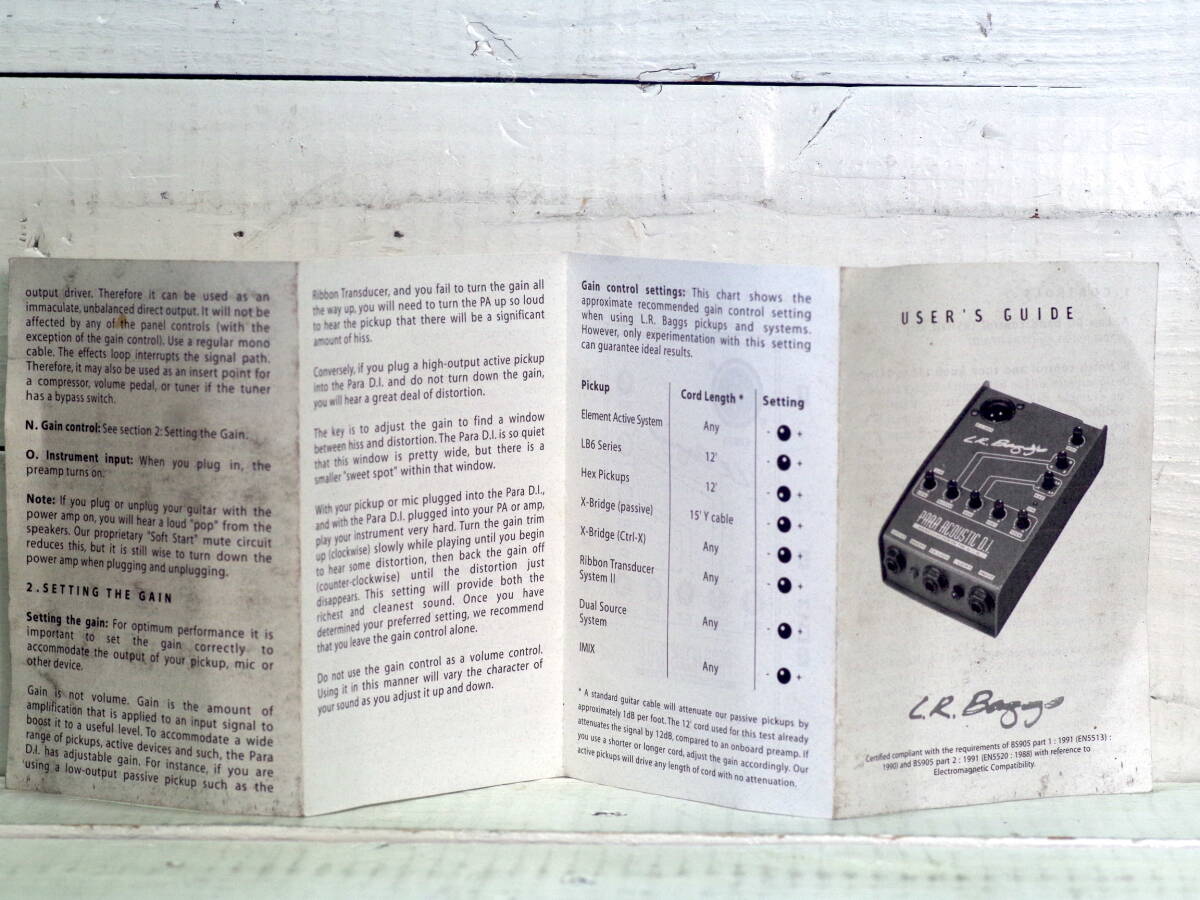 output driver. Therefore it can be used as an
immaculate, unbalanced direct output. It will not be
affected by any of the panel controls (with the
exception of the gain control). Use a regular mono
cable. The effects loop interrupts the signal path.
Therefore, it may also be used as an insert point for
a compressor, volume pedal, or tuner if the tuner
has a bypass switch.
N. Gain control: See section 2: Setting the Gain.
O. Instrument input: When you plug in, the
preamp turns on.
Note: If you plug or unplug your guitar with the
power amp on, you will hear a loud "pop" from the
speakers. Our proprietary "Soft Start" mute circuit
reduces this, but it is still wise to turn down the
power amp when plugging and unplugging.
2.SETTING THE GAIN
Setting the gain: For optimum performance it is
important to set the gain correctly to
accommodate the output of your pickup, mic or
other device.
Gain is not volume. Gain is the amount of
amplification that is applied to an input signal to
boost it to a useful level. To accommodate a wide
range of pickups, active devices and such, the Para
D.I. has adjustable gain. For instance, if you are
using a low-output passive pickup such as the
Ribbon Transducer, and you fail to turn the gain all
the way up, you will need to turn the PA up so loud
to hear the pickup that there will be a significant
amount of hiss.
Conversely, if you plug a high-output active pickup
into the Para D.I. and do not turn down the gain,
you will hear a great deal of distortion.
The key is to adjust the gain to find a window
between hiss and distortion. The Para D.I. is so quiet
that this window is pretty wide, but there is a
smaller "sweet spot" within that window.
With your pickup or mic plugged into the Para D.I.,
and with the Para D.I. plugged into your PA or amp,
play your instrument very hard. Turn the gain trim
up (clockwise) slowly while playing until you begin
to hear some distortion, then back the gain off
(counter-clockwise) until the distortion just
disappears. This setting will provide both the
richest and cleanest sound. Once you have
determined your preferred setting, we recommend
that you leave the gain control alone.
Do not use the gain control as a volume control.
Using it in this manner will vary the character of
your sound as you adjust it up and down.
Gain control settings: This chart shows the
approximate recommended gain control setting
when using L.R. Baggs pickups and systems.
However, only experimentation with this setting
can guarantee ideal results.
Pickup Cord Length * Setting
Element Active System Any - +
LB6 Series 12' - +
Hex Pickups 12' - +
X-Bridge (passive) 15' Y cable - +
X-Bridge (Ctrl-X) Any - +
Ribbon Transducer
System II Any - +
Dual Source
System Any - +
IMIX Any - +
* A standard guitar cable will attenuate our passive pickups by
approximately 1dB per foot. The 12' cord used for this test already
attenuates the signal by 12dB, compared to an onboard preamp. If
you use a shorter or longer cord, adjust the gain accordingly. Our
active pickups will drive any length of cord with no attenuation.
USER'S GUIDE
L.R. Baggs
PARA ACOUSTIC D.I.
L.R. Baggs
Certified compliant with the requirements of BS905 part 1 : 1991 (EN5513) :
1990) and BS905 part 2 : 1991 (EN5520 : 1988) with reference to
Electromagnetic Compatibility.